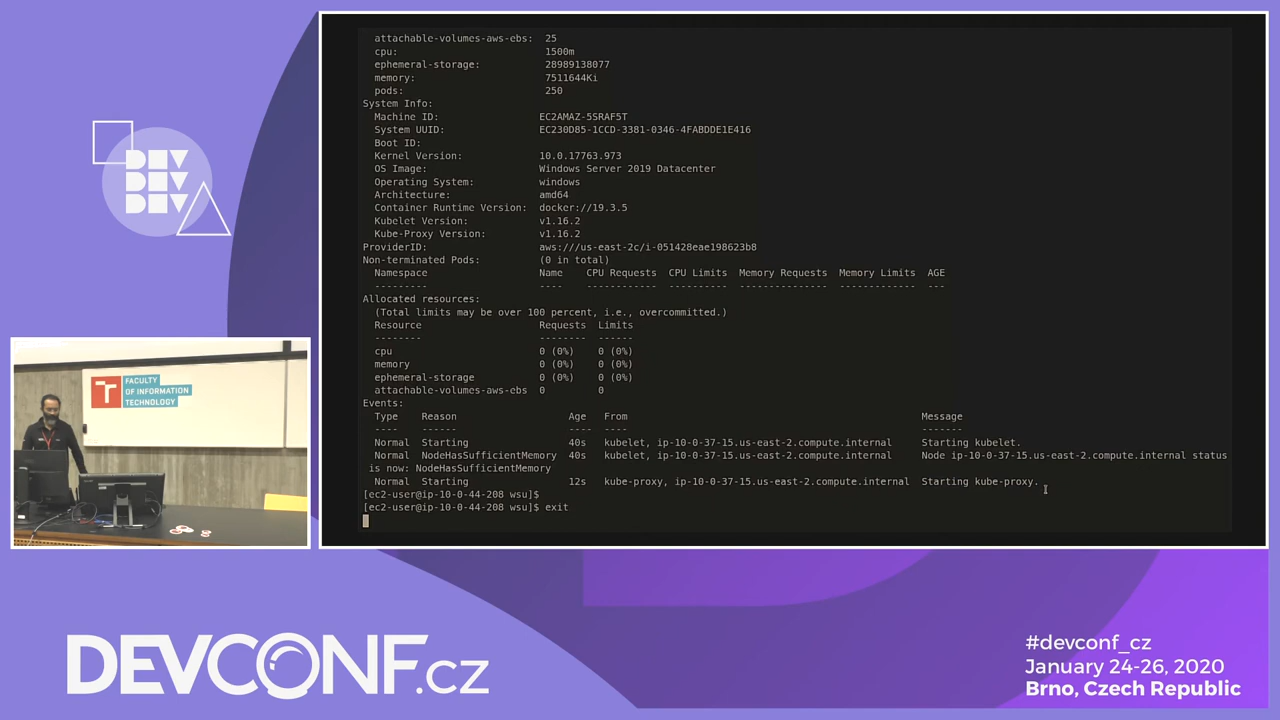 DEV
DEV
DEV
attachable-volumes-aws-ebs: 25
cpu: 1500m
ephemeral-storage: 28989138077
memory: 7511644Ki
pods: 250
System Info:
Machine ID: EC2AMAZ-5SRAF5T
System UUID: EC230D85-1CCD-3381-0346-4FABDDE1E416
Boot ID:
Kernel Version: 10.0.17763.973
OS Image: Windows Server 2019 Datacenter
Operating System: windows
Architecture: amd64
Container Runtime Version: docker://19.3.5
Kubelet Version: v1.16.2
Kube-Proxy Version: v1.16.2
ProviderID: aws:///us-east-2c/i-051428eae198623b8
Non-terminated Pods: (0 in total)
Namespace Name CPU Requests CPU Limits Memory Requests Memory Limits AGE
--------- ---- ------------ ---------- --------------- ------------- ---
Allocated resources:
(Total limits may be over 100 percent, i.e., overcommitted.)
Resource Requests Limits
-------- -------- ------
cpu 0 (0%) 0 (0%)
memory 0 (0%) 0 (0%)
ephemeral-storage 0 (0%) 0 (0%)
attachable-volumes-aws-ebs 0 0
Events:
Type Reason Age From Message
---- ------ ---- ---- -------
Normal Starting 40s kubelet, ip-10-0-37-15.us-east-2.compute.internal Starting kubelet.
Normal NodeHasSufficientMemory 40s kubelet, ip-10-0-37-15.us-east-2.compute.internal Node ip-10-0-37-15.us-east-2.compute.internal status
is now: NodeHasSufficientMemory
Normal Starting 12s kube-proxy, ip-10-0-37-15.us-east-2.compute.internal Starting kube-proxy.
[ec2-user@ip-10-0-44-208 wsu]$
[ec2-user@ip-10-0-44-208 wsu]$ exit
FACULTY
OF INFORMATION
TECHNOLOGY
DEVCONF.cz
#devconf_cz
January 24-26, 2020
Brno, Czech Republic